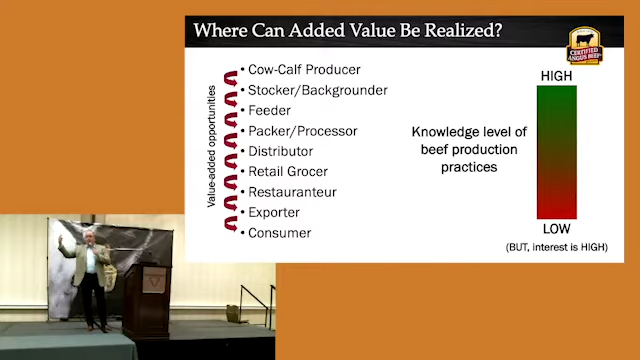 Where Can Added Value Be Realized?
CERTIFIED
ANGUS BEEF
Value-added opportunities
• Cow-Calf Producer
• Stocker/Backgrounder
• Feeder
• Packer/Processor
• Distributor
• Retail Grocer
• Restauranteur
• Exporter
• Consumer
Knowledge level of
beef production
practices
HIGH
LOW
(BUT, interest is HIGH)